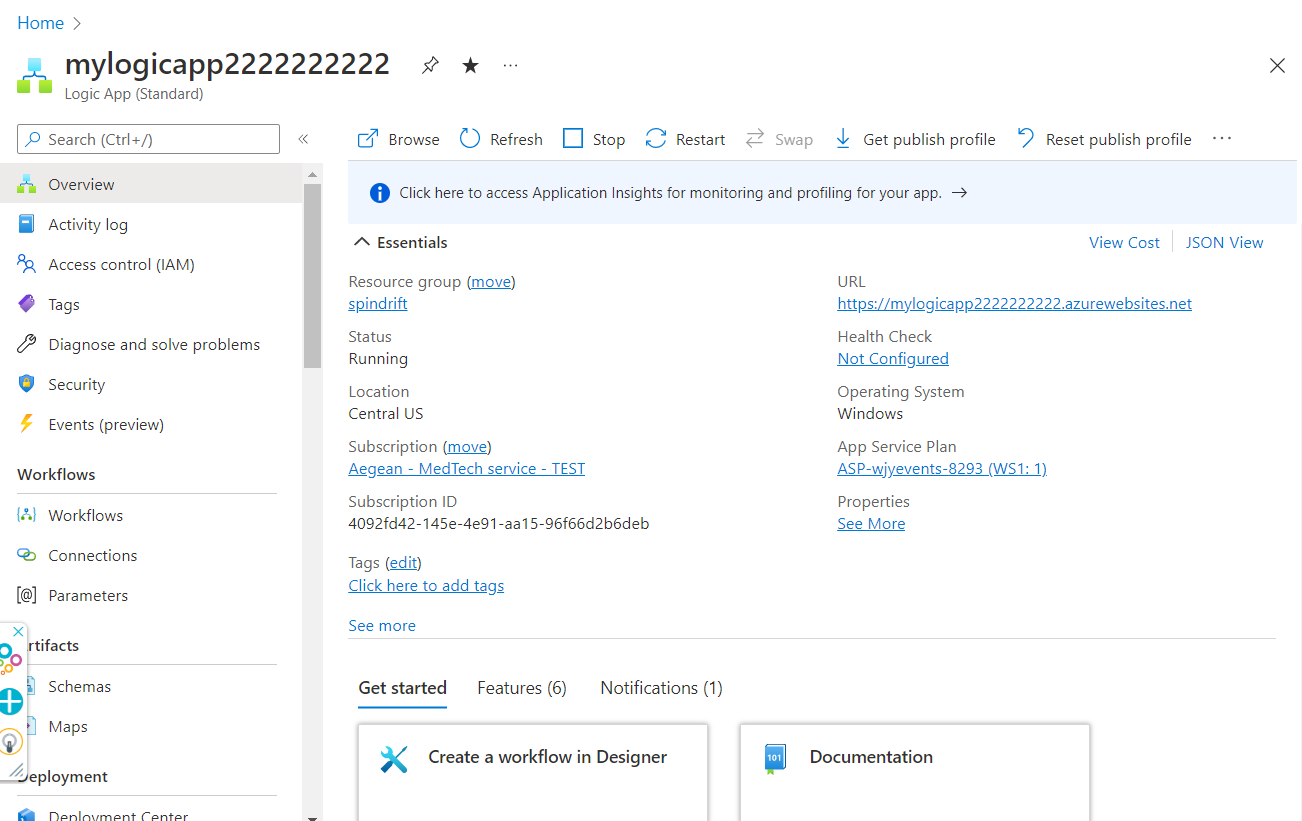 Home
mylogicapp2222222222
Logic App (Standard)
Search (Ctrl+/)
Overview
Activity log
Access control (IAM)
Tags
Diagnose and solve problems
Security
Events (preview)
Workflows
Workflows
Connections
Parameters
rtifacts
Schemas
Maps
Deployment
Deployment Center
Browse
Refresh
Stop
Restart
Swap
Get publish profile
Reset publish profile
Click here to access Application Insights for monitoring and profiling for your app.
Essentials
View Cost
JSON View
Resource group (move)
spindrift
Status
Running
Location
Central US
Subscription (move)
Aegean - MedTech service - TEST
Subscription ID
4092fd42-145e-4e91-aa15-96f66d2b6deb
Tags (edit)
Click here to add tags
See more
URL
https://mylogicapp2222222222.azurewebsites.net
Health Check
Not Configured
Operating System
Windows
App Service Plan
ASP-wjyevents-8293 (WS1: 1)
Properties
See More
Get started
Features (6)
Notifications (1)
Create a workflow in Designer
101
Documentation